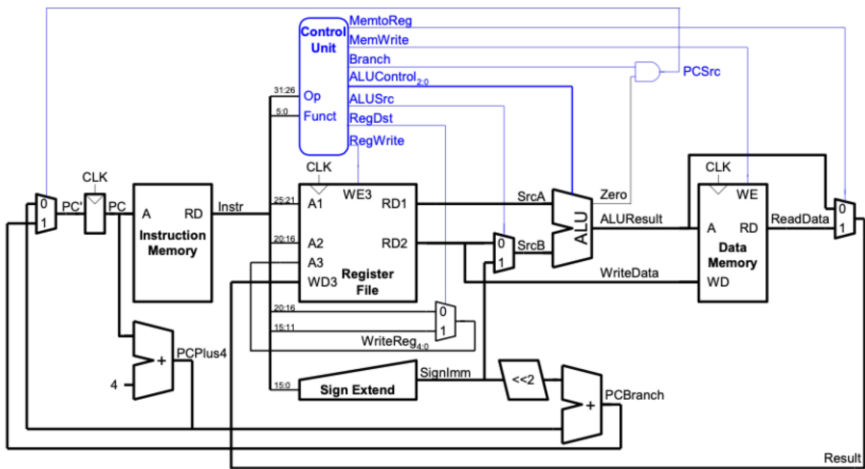 MemtoReg
Control Unit
MemWrite
Branch
PCSrc
ALUControl2:0
31:26
Op
ALUSrc
5:0
Funct
RegDst
RegWrite
CLK
CLK
CLK
0
1
PC'
PC
A
RD
Instruction Memory
Instr
25:21
A1
WE3
RD1
SrcA
Zero
WE
0
1
20:16
A2
RD2
0
1
SrcB
ALU
ALUResult
A
RD
ReadData
A3
Register File
Data Memory
WD3
WriteData
WD
20:16
0
15:11
1
WriteReg4:0
PCPlus4
+
4
SignImm
15:0
Sign Extend
<<2
PCBranch
+
Result